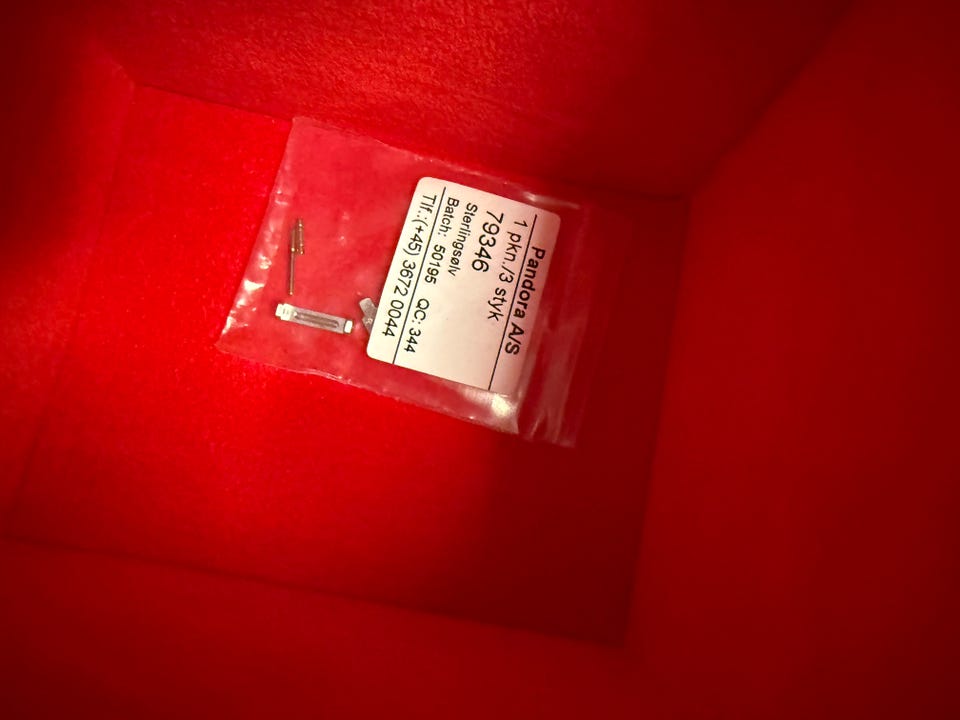 Pandora A/S
1 pkn./3 styk
79346
Sterlingsølv
Batch: 50195 QC: 344
Tlf.:(+45) 3672 0044